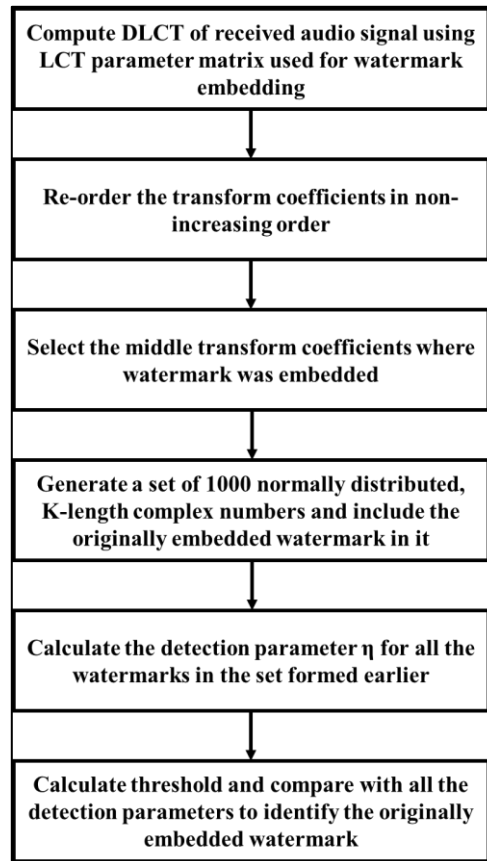 Compute DLCT of received audio signal using
LCT parameter matrix used for watermark
embedding
Re-order the transform coefficients in non-
increasing order
Select the middle transform coefficients where
watermark was embedded
Generate a set of 1000 normally distributed,
K-length complex numbers and include the
originally embedded watermark in it
Calculate the detection parameter η for all the
watermarks in the set formed earlier
Calculate threshold and compare with all the
detection parameters to identify the originally
embedded watermark